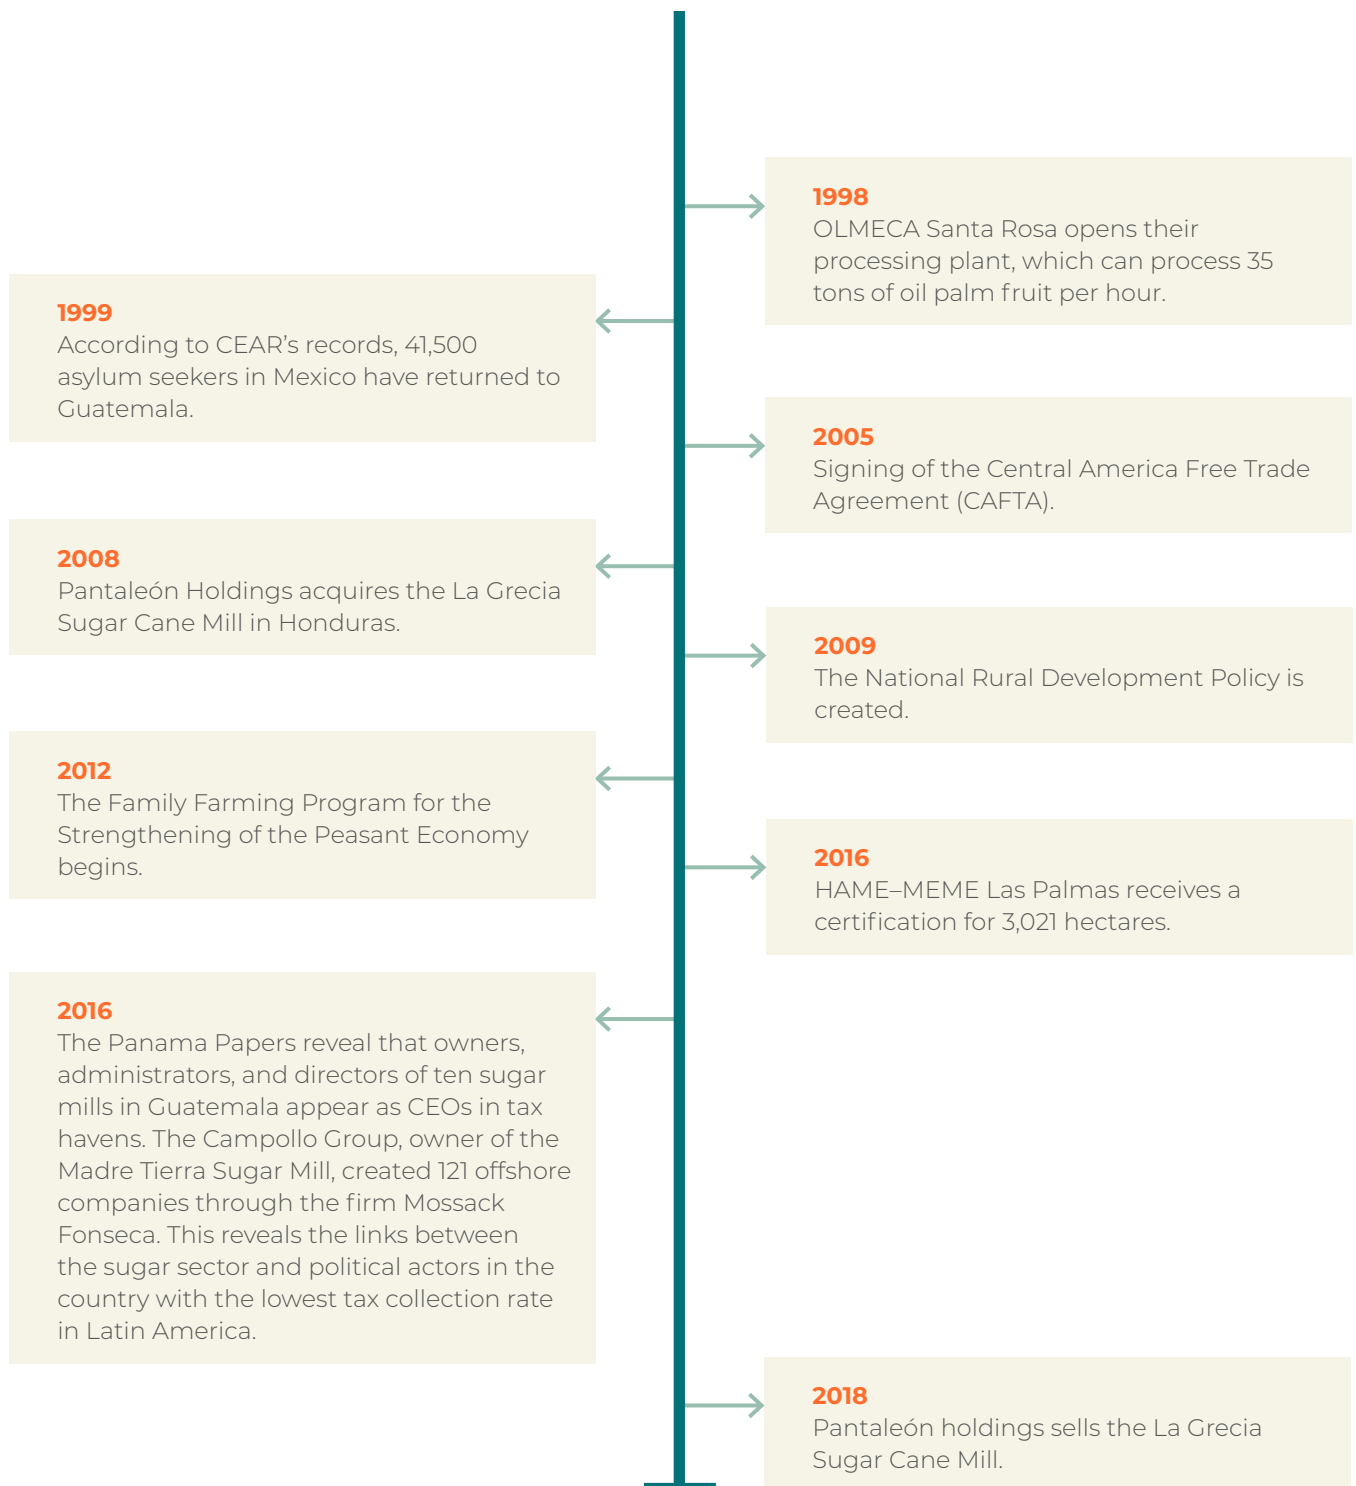 1998
OLMECA Santa Rosa opens their
processing plant, which can process 35
tons of oil palm fruit per hour.
1999
According to CEAR’s records, 41,500
asylum seekers in Mexico have returned to
Guatemala.
2005
Signing of the Central America Free Trade
Agreement (CAFTA).
2008
Pantaleón Holdings acquires the La Grecia
Sugar Cane Mill in Honduras.
2009
The National Rural Development Policy is
created.
2012
The Family Farming Program for the
Strengthening of the Peasant Economy
begins.
2016
HAME–MEME Las Palmas receives a
certification for 3,021 hectares.
2016
The Panama Papers reveal that owners,
administrators, and directors of ten sugar
mills in Guatemala appear as CEOs in tax
havens. The Campollo Group, owner of the
Madre Tierra Sugar Mill, created 121 offshore
companies through the firm Mossack
Fonseca. This reveals the links between
the sugar sector and political actors in the
country with the lowest tax collection rate
in Latin America.
2018
Pantaleón holdings sells the La Grecia
Sugar Cane Mill.